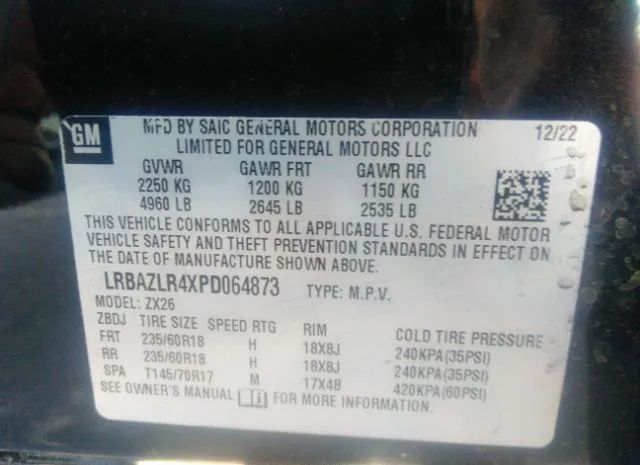 GM
MFD BY SAIC GENERAL MOTORS CORPORATION 12/22
LIMITED FOR GENERAL MOTORS LLC
GVWR GAWR FRT GAWR RR
2250 KG 1200 KG 1150 KG
4960 LB 2645 LB 2535 LB
THIS VEHICLE CONFORMS TO ALL APPLICABLE U.S. FEDERAL MOTOR
VEHICLE SAFETY AND THEFT PREVENTION STANDARDS IN EFFECT ON
THE DATE OF MANUFACTURE SHOWN ABOVE.
LRBAZLR4XPD064873 TYPE: M.P.V.
MODEL: ZX26
ZBDJ TIRE SIZE SPEED RTG RIM COLD TIRE PRESSURE
FRT 235/60R18 H 18X8J 240KPA(35PSI)
RR 235/60R18 H 18X8J 240KPA(35PSI)
SPA T145/70R17 M 17X4B 420KPA(60PSI)
SEE OWNER'S MANUAL FOR MORE INFORMATION.